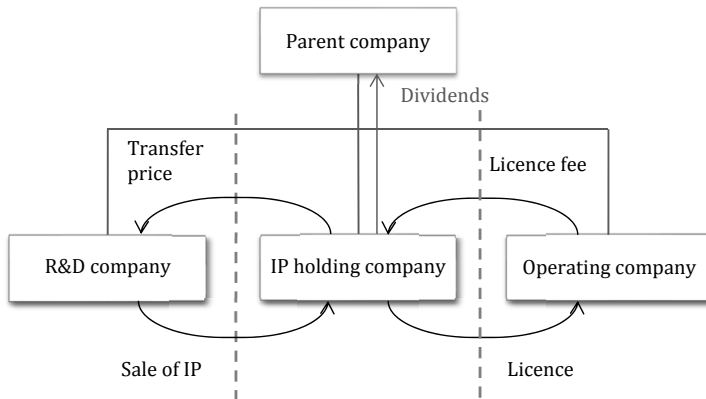 Parent company
Dividends
Transfer
price
Licence fee
R&D company
IP holding company
Operating company
Sale of IP
Licence